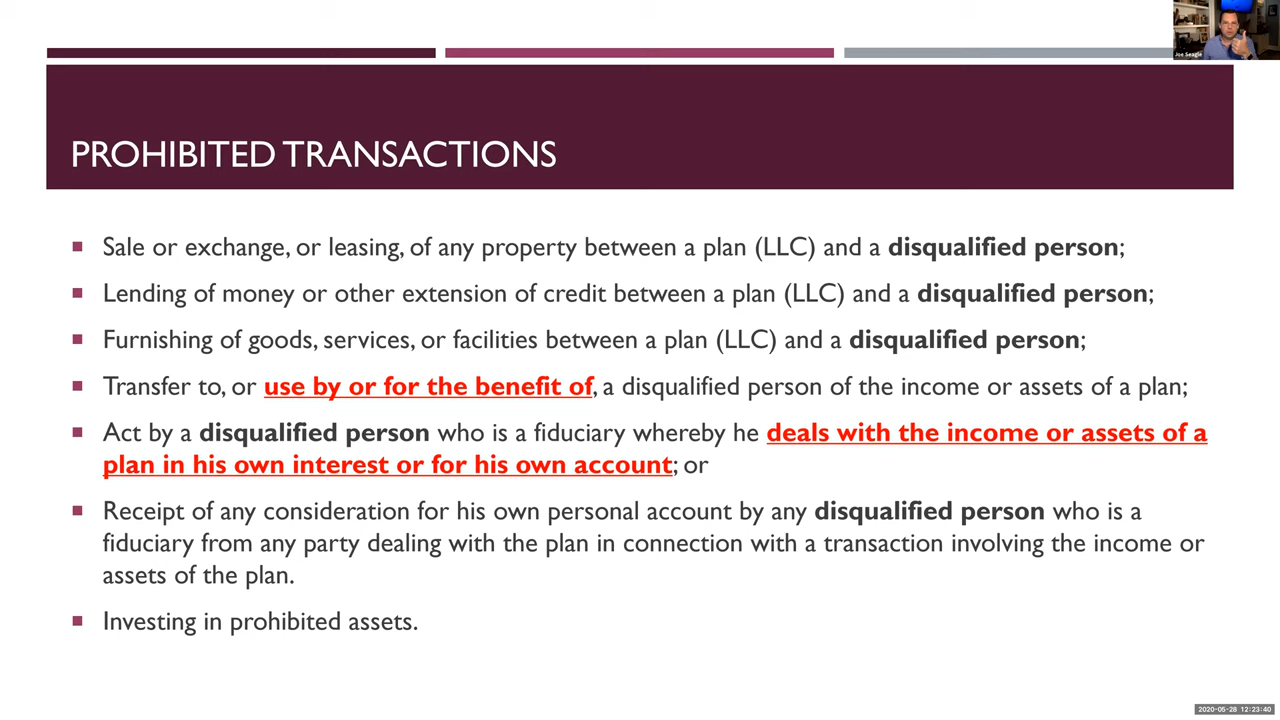 Joe Seagle
PROHIBITED TRANSACTIONS
Sale or exchange, or leasing, of any property between a plan (LLC) and a disqualified person;
Lending of money or other extension of credit between a plan (LLC) and a disqualified person;
Furnishing of goods, services, or facilities between a plan (LLC) and a disqualified person;
Transfer to, or use by or for the benefit of, a disqualified person of the income or assets of a plan;
Act by a disqualified person who is a fiduciary whereby he deals with the income or assets of a
plan in his own interest or for his own account; or
Receipt of any consideration for his own personal account by any disqualified person who is a
fiduciary from any party dealing with the plan in connection with a transaction involving the income or
assets of the plan.
Investing in prohibited assets.
2020-05-28 12:23:40